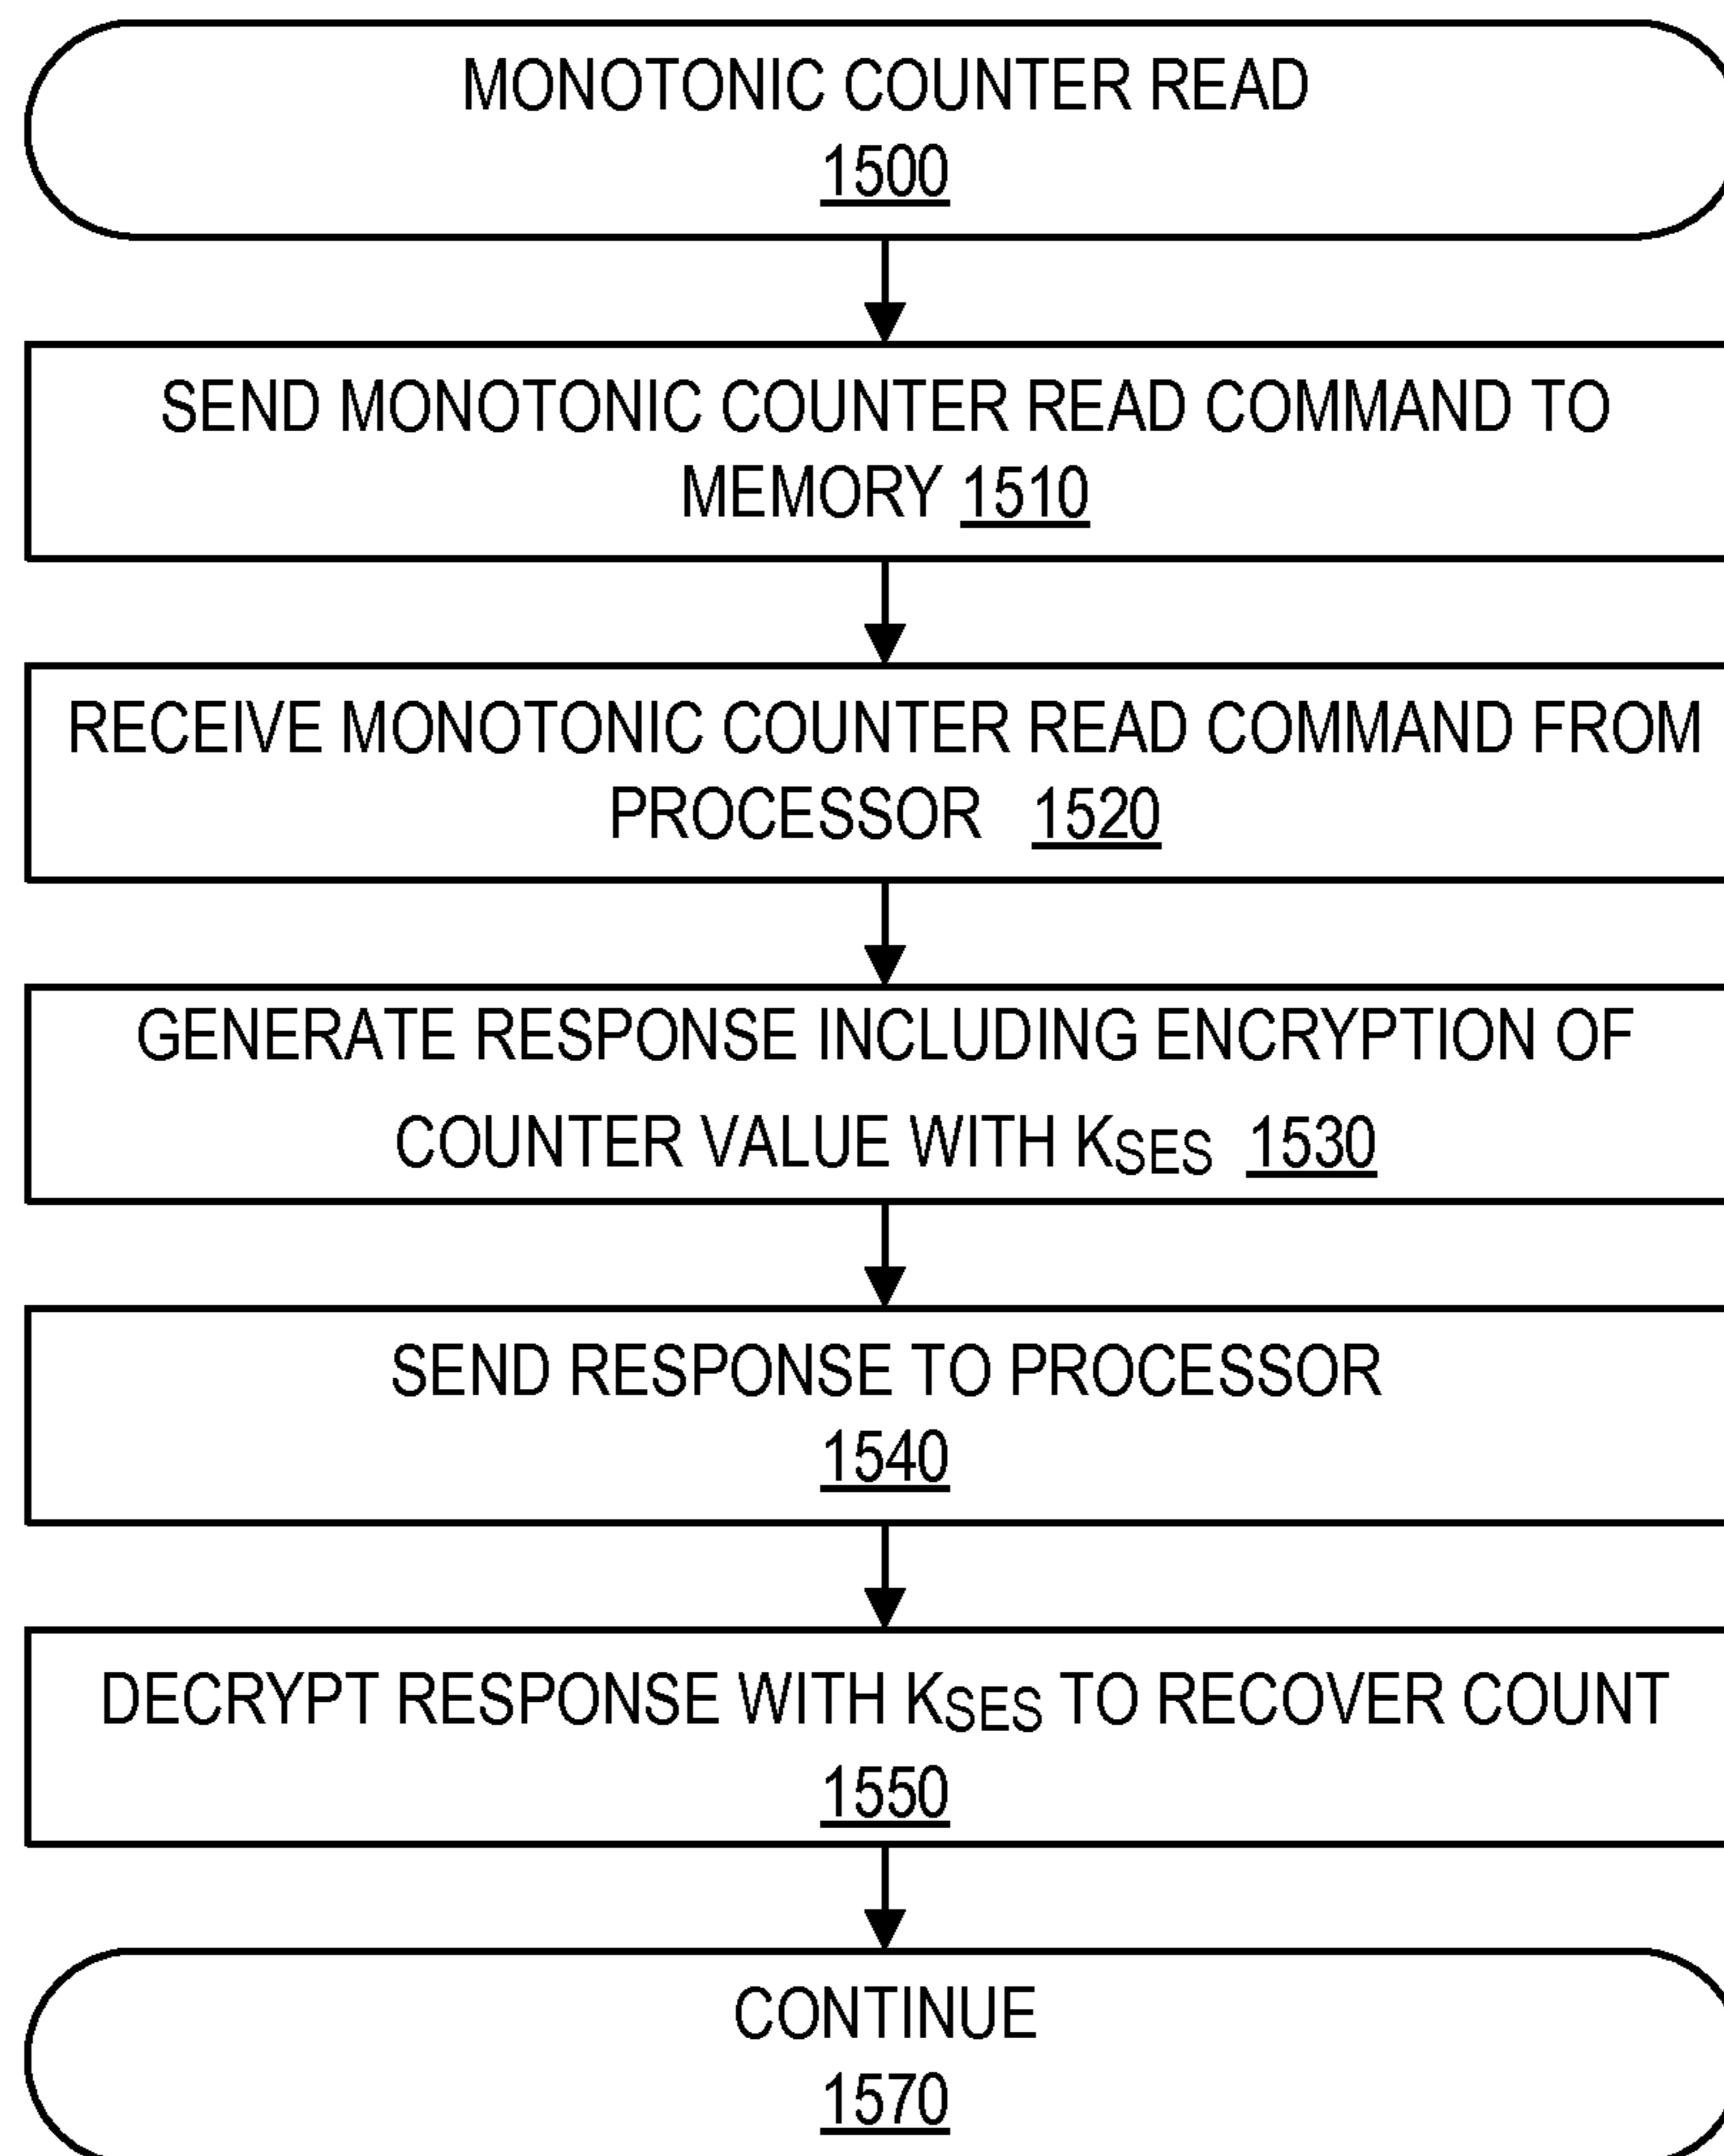 MONOTONIC COUNTER READ
1500
SEND MONOTONIC COUNTER READ COMMAND TO
MEMORY 1510
RECEIVE MONOTONIC COUNTER READ COMMAND FROM
PROCESSOR 1520
GENERATE RESPONSE INCLUDING ENCRYPTION OF
COUNTER VALUE WITH KSES 1530
SEND RESPONSE TO PROCESSOR
1540
DECRYPT RESPONSE WITH KSES TO RECOVER COUNT
1550
CONTINUE
1570